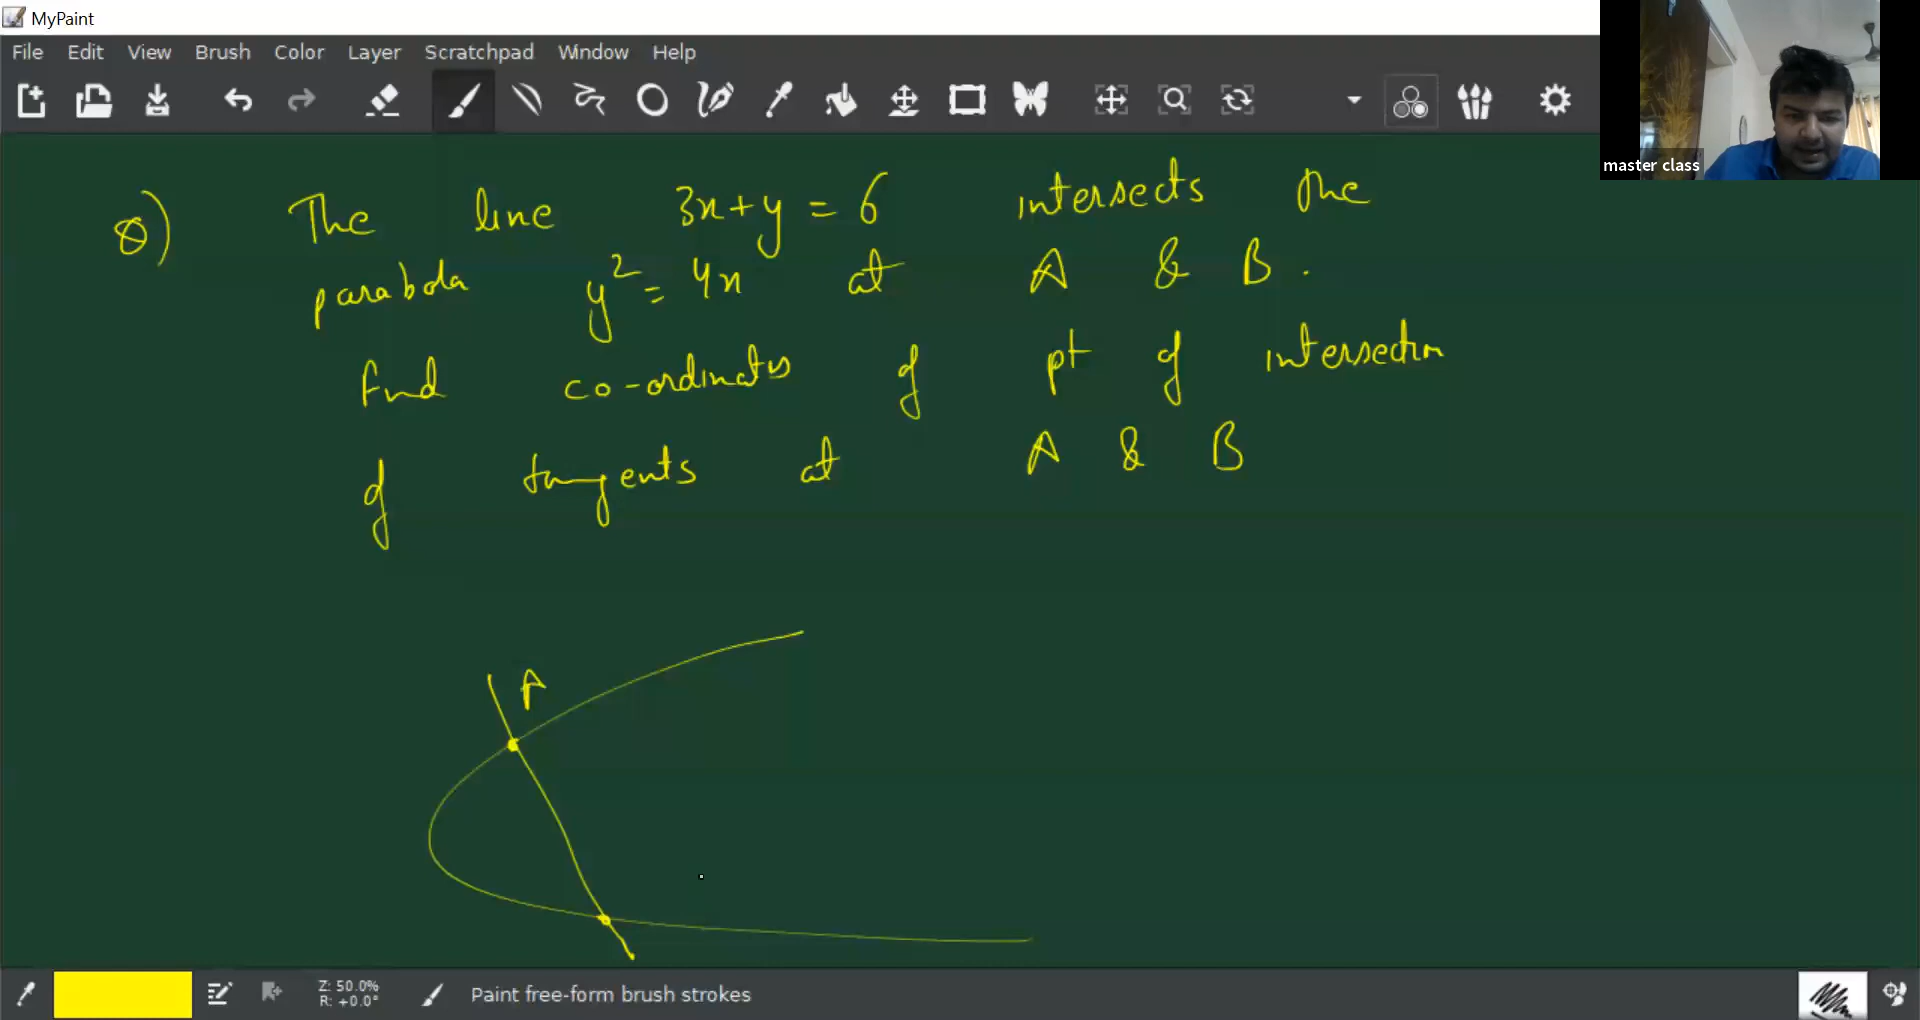 MyPaint
File Edit View Brush Color Layer Scratchpad Window Help
master class
Q) The line 3x+y = 6 intersects the
parabola y² = 4x at A & B.
find co-ordinates of pt of intersection
of tangents at A & B
A
Z: 50.0%
R: +0.0°
Paint free-form brush strokes